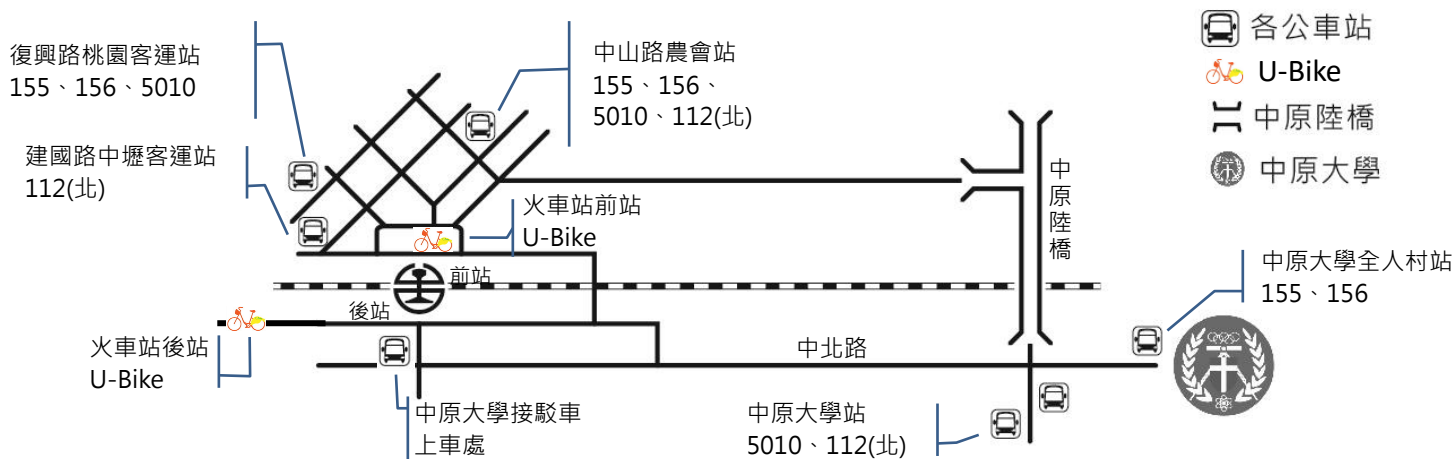 復興路桃園客運站
155、156、5010
中山路農會站
155、156、
5010、112(北)
各公車站
U-Bike
中原陸橋
中原大學
建國路中壢客運站
112(北)
火車站前站
U-Bike
中原陸橋
前站
後站
中原大學全人村站
155、156
火車站後站
U-Bike
中北路
中原大學接駁車
上車處
中原大學站
5010、112(北)